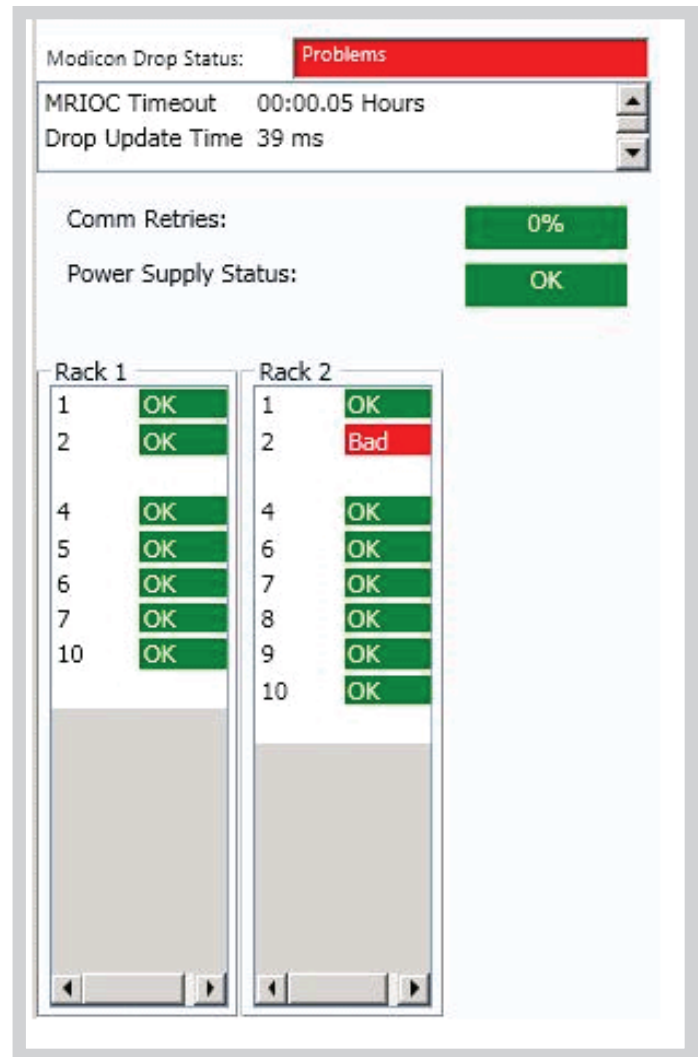 Modicon Drop Status: Problems
MRIOC Timeout 00:00.05 Hours
Drop Update Time 39 ms
Comm Retries: 0%
Power Supply Status: OK
Rack 1
1 OK
2 OK
4 OK
5 OK
6 OK
7 OK
10 OK
Rack 2
1 OK
2 Bad
4 OK
6 OK
7 OK
8 OK
9 OK
10 OK